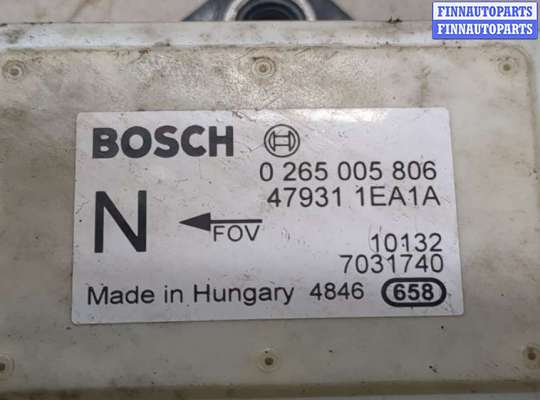 FINNAUTOPARTS
FINNAUTOPARTS
BOSCH
0 265 005 806
47931 1EA1A
N
FOV
10132
7031740
Made in Hungary 4846 658